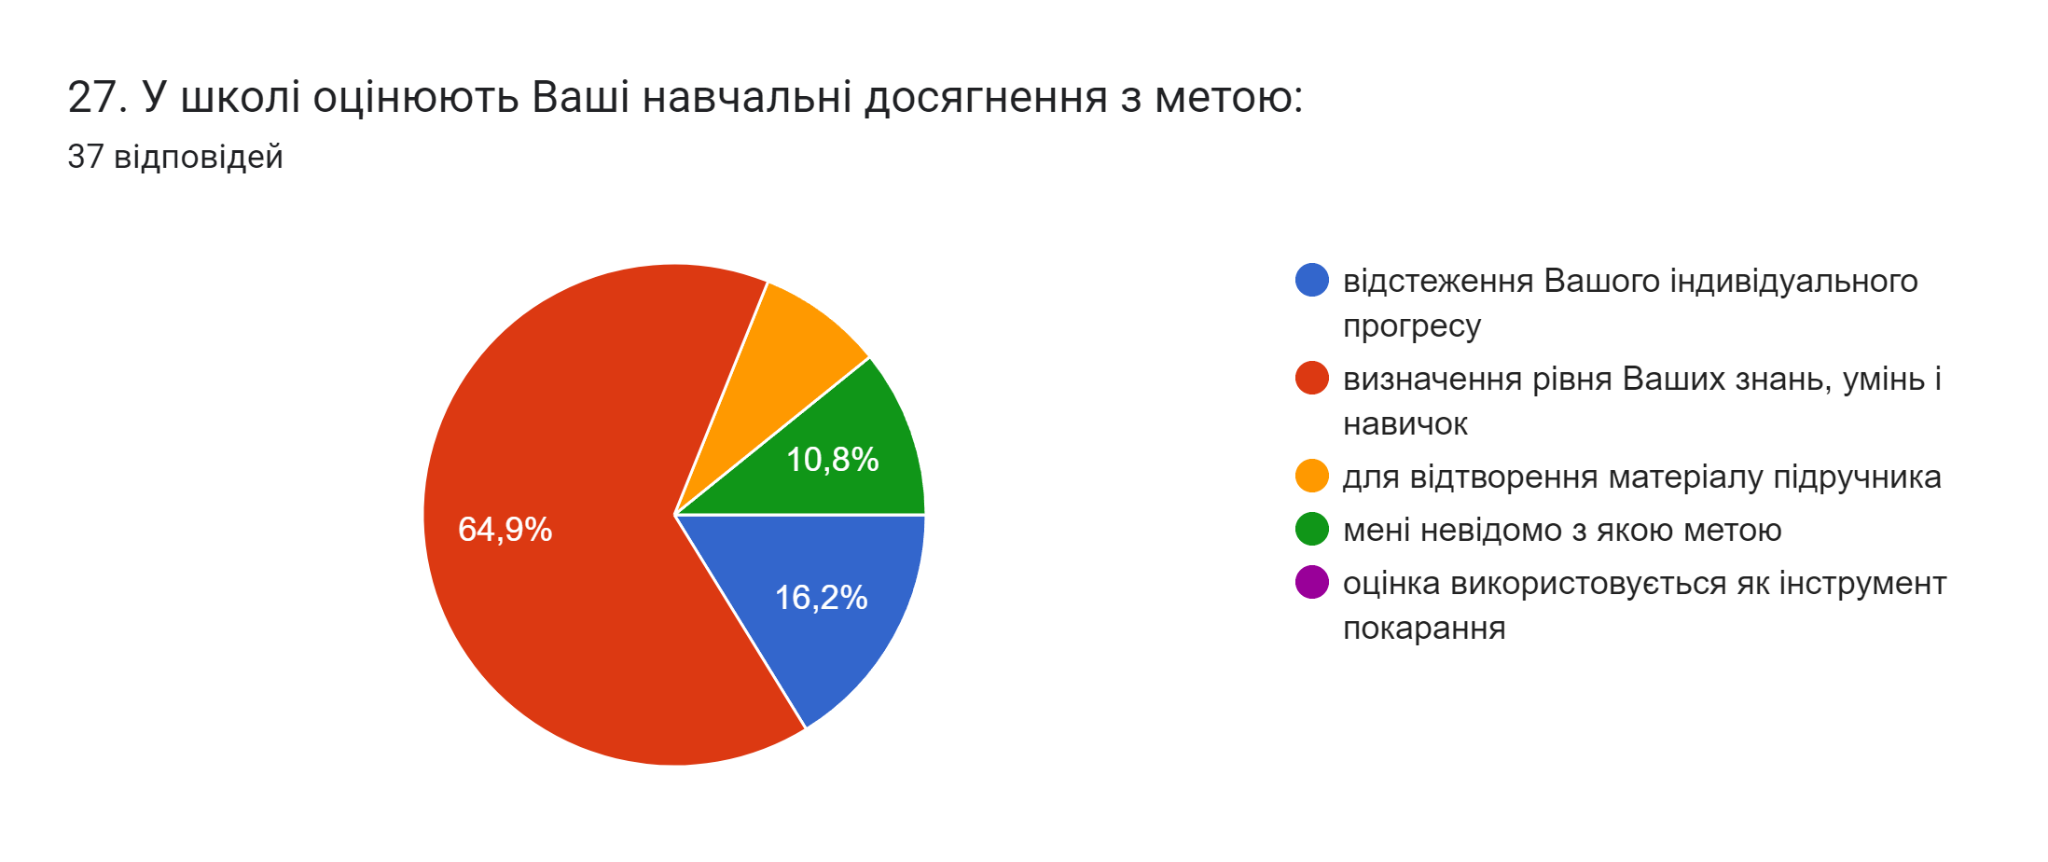 27. У школі оцінюють Ваші навчальні досягнення з метою:
37 відповідей
відстеження Вашого індивідуального
прогресу
визначення рівня Ваших знань, умінь і
навичок
для відтворення матеріалу підручника
мені невідомо з якою метою
оцінка використовується як інструмент
покарання
10,8%
64,9%
16,2%